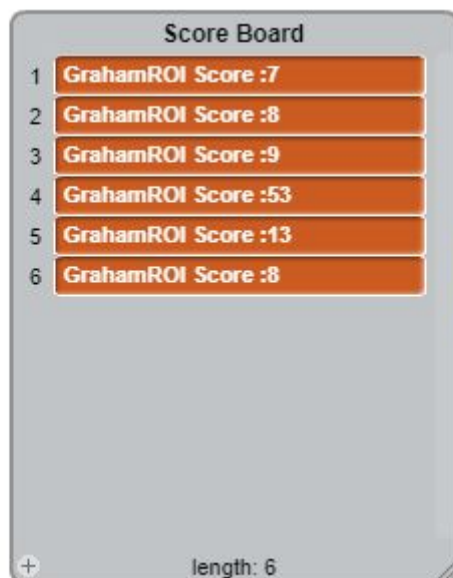 Score Board
1 GrahamROI Score :7
2 GrahamROI Score :8
3 GrahamROI Score :9
4 GrahamROI Score :53
5 GrahamROI Score :13
6 GrahamROI Score :8
+ length: 6